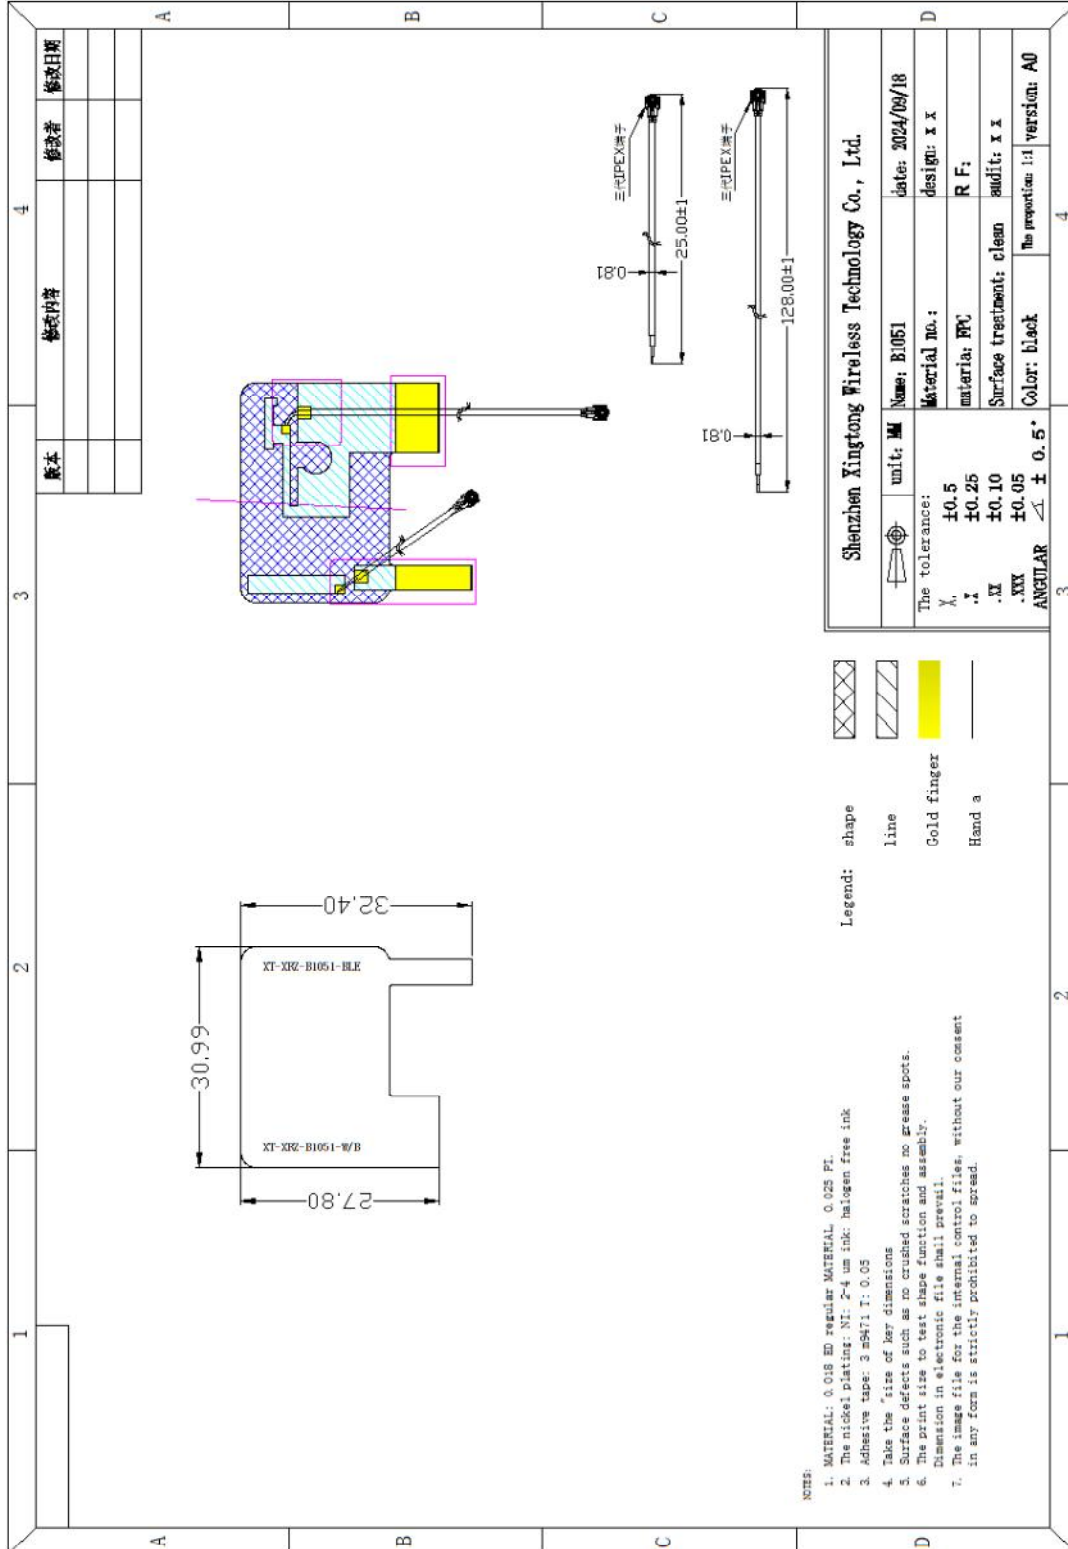 1
2
3
4
A
B
C
D
版本
修改内容
修改者
修改日期
30.99
27.80
32.40
XT-XRZ-B1051-W/B
XT-XRZ-B1051-BLE
三代IPEX端子
0.81
25.00±1
三代IPEX端子
0.81
128.00±1
NOTES:
1. MATERIAL: 0.018 ED regular MATERIAL, 0.025 PI.
2. The nickel plating: NI: 2-4 um ink: halogen free ink
3. Adhesive tape: 3 m9471 T: 0.05
4. Take the "size of key dimensions
5. Surface defects such as no crushed scratches no grease spots.
6. The print size to test shape function and assembly.
Dimension in electronic file shall prevail.
7. The image file for the internal control files, without our consent
in any form is strictly prohibited to spread.
Legend: shape
line
Gold finger
Hand a
Shenzhen Xingtong Wireless Technology Co., Ltd.
unit: MM
Name: B1051
date: 2024/09/18
The tolerance:
X. ±0.5
.X ±0.25
.XX ±0.10
.XXX ±0.05
ANGULAR ∠ ± 0.5°
Material no.:
design: x x
materia: FPC
R F:
Surface treatment: clean
audit: x x
Color: black
The proportion: 1:1
version: A0
A
B
C
D
1
2
3
4